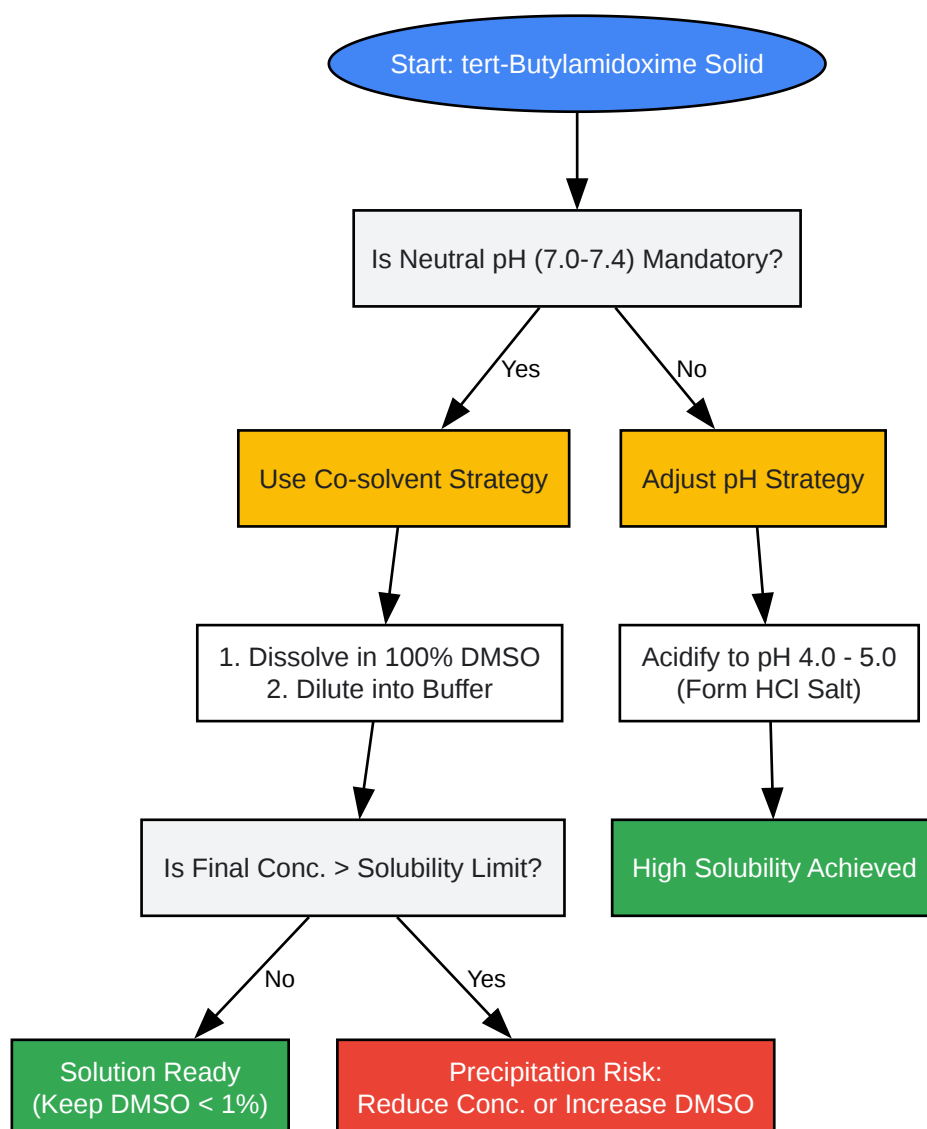 Start: tert-Butylamidoxime Solid
Is Neutral pH (7.0-7.4) Mandatory?
Yes
No
Use Co-solvent Strategy
Adjust pH Strategy
1. Dissolve in 100% DMSO
2. Dilute into Buffer
Acidify to pH 4.0 - 5.0
(Form HCl Salt)
Is Final Conc. > Solubility Limit?
High Solubility Achieved
No
Yes
Solution Ready
(Keep DMSO < 1%)
Precipitation Risk:
Reduce Conc. or Increase DMSO